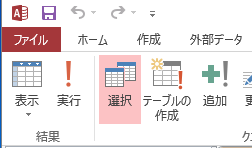 ファイル ホーム 作成 外部データ
表示 実行 選択 テーブルの
作成 追加
結果